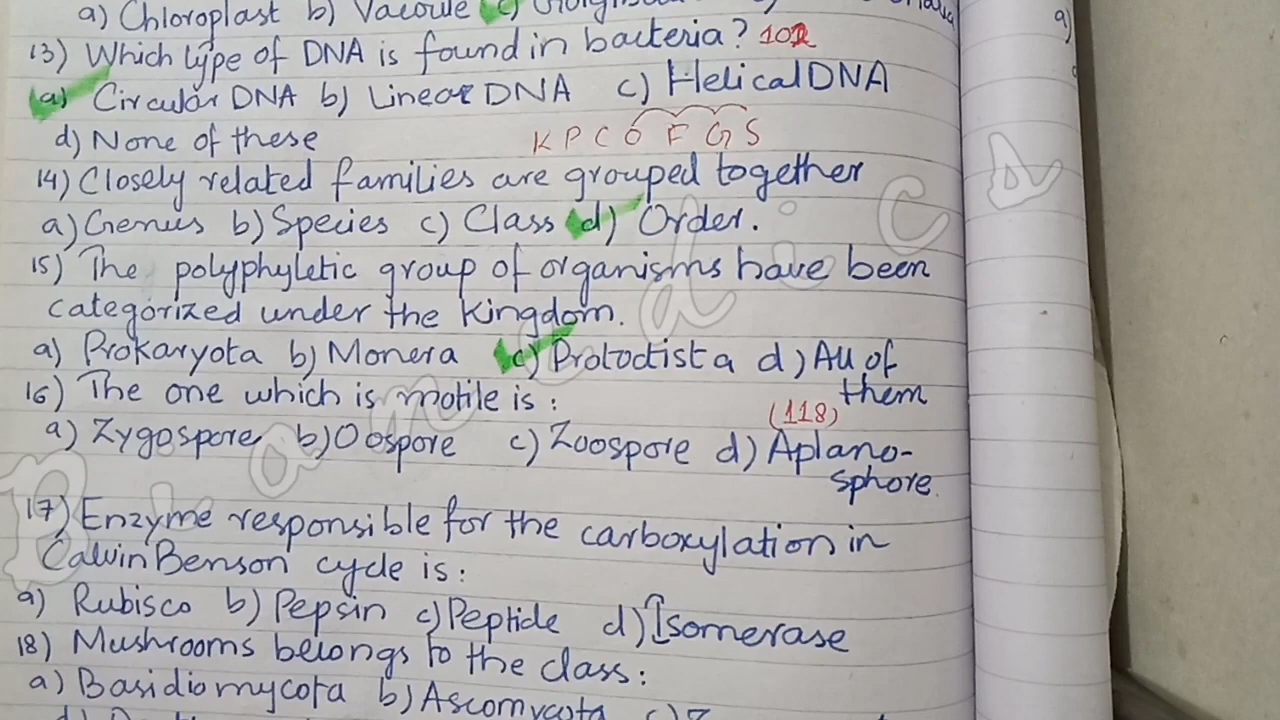 a) Chloroplast b) Vacoule c)
13) Which type of DNA is found in bacteria? 102
(a) Circular DNA b) Linear DNA c) Helical DNA
d) None of these
K P C O F G S
14) Closely related families are grouped together
a) Genus b) Species c) Class d) Order.
15) The polyphyletic group of organisms have been
categorized under the kingdom.
a) Prokaryota b) Monera c) Protoctista d) All of
them
16) The one which is motile is:
(118)
a) Zygospore b) Oospore c) Zoospore d) Aplano-
sphore.
17) Enzyme responsible for the carboxylation in
Calvin Benson cycle is:
a) Rubisco b) Pepsin c) Peptide d) Isomerase
18) Mushrooms belongs to the class:
a) Basidiomycota b) Ascomycota c) Z
a)